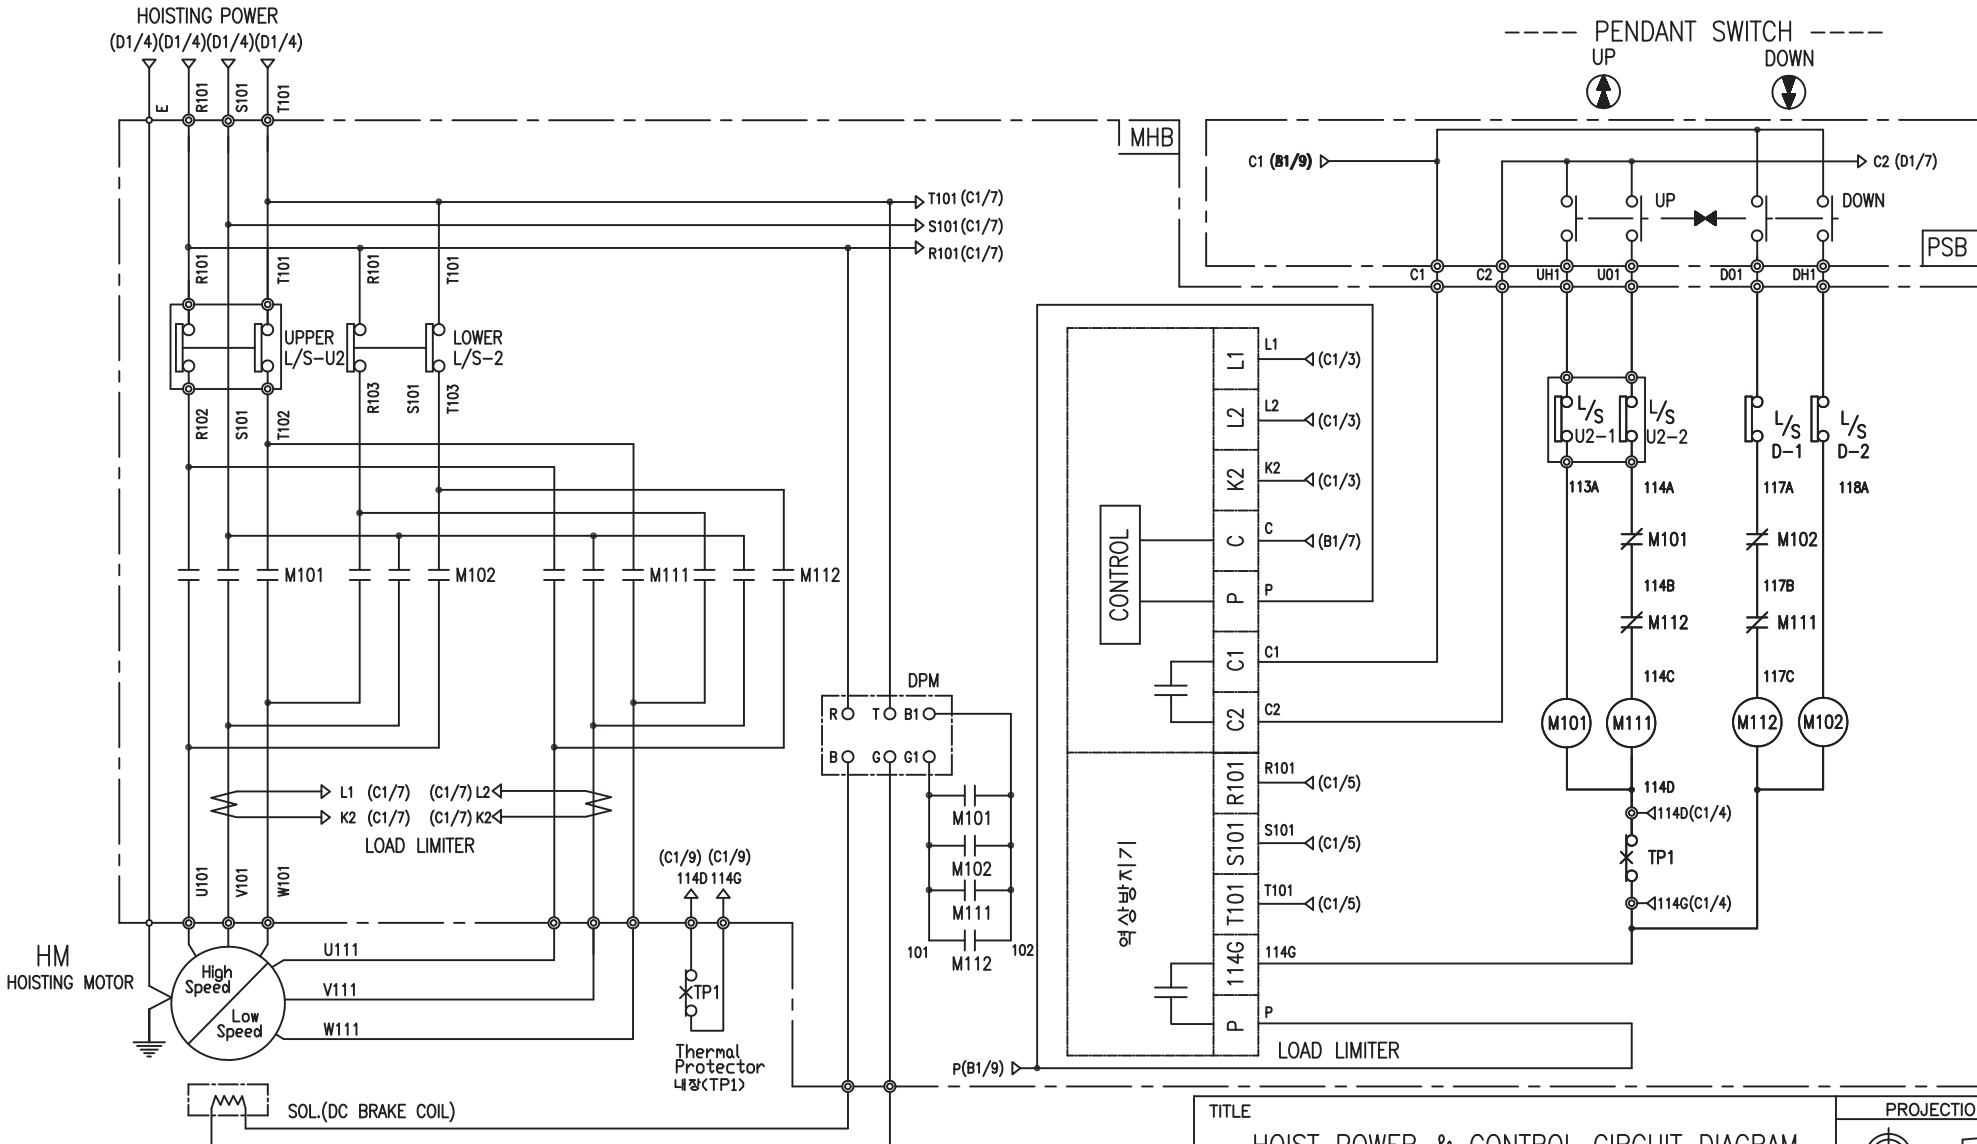 HOISTING POWER
(D1/4)(D1/4)(D1/4)(D1/4)
E
R101
S101
T101
MHB
T101 (C1/7)
S101 (C1/7)
R101 (C1/7)
R101
T101
R101
T101
UPPER
L/S-U2
LOWER
L/S-2
R102
S101
T102
R103
S101
T103
M101
M102
M111
M112
L1 (C1/7) (C1/7) L2
K2 (C1/7) (C1/7) K2
LOAD LIMITER
U101
V101
W101
HM
HOISTING MOTOR
High
Speed
Low
Speed
U111
V111
W111
(C1/9) (C1/9)
114D 114G
TP1
Thermal
Protector
내장(TP1)
SOL.(DC BRAKE COIL)
DPM
R T B1
B G G1
M101
M102
M111
M112
101
102
---- PENDANT SWITCH ----
UP
DOWN
C1 (B1/9)
C2 (D1/7)
UP
DOWN
PSB
C1
C2
UH1
U01
D01
DH1
CONTROL
L1
L1
(C1/3)
L2
L2
(C1/3)
K2
K2
(C1/3)
C
C
(B1/7)
P
P
C1
C1
C2
C2
R101
R101
(C1/5)
S101
S101
(C1/5)
T101
T101
(C1/5)
114G
114G
P
P
역상방지기
LOAD LIMITER
P(B1/9)
L/S
U2-1
L/S
U2-2
L/S
D-1
L/S
D-2
113A
114A
117A
118A
M101
M102
114B
117B
M112
M111
114C
117C
M101
M111
M112
M102
114D
114D(C1/4)
TP1
114G(C1/4)
TITLE
HOIST POWER & CONTROL CIRCUIT DIAGRAM
PROJECTIO